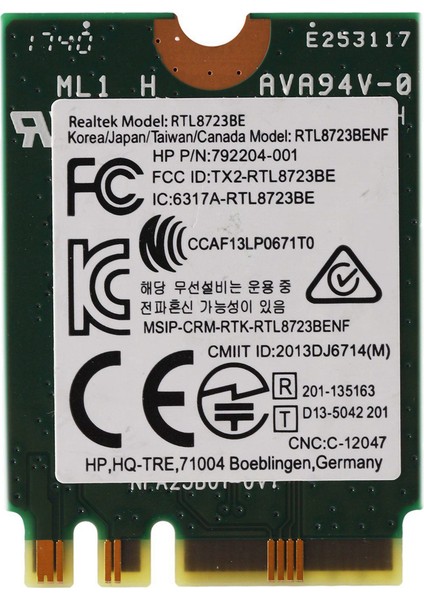 1740 E253117
ML1 H AVA94V-0
Realtek Model: RTL8723BE
Korea/Japan/Taiwan/Canada Model: RTL8723BENF
HP P/N:792204-001
FC FCC ID:TX2-RTL8723BE
IC:6317A-RTL8723BE
CCAF13LP0671T0
해당 무선설비는 운용 중
전파혼신 가능성이 있음
MSIP-CRM-RTK-RTL8723BENF
CMIIT ID:2013DJ6714(M)
CE
R 201-135163
T D13-5042 201
CNC:C-12047
HP,HQ-TRE,71004 Boeblingen,Germany